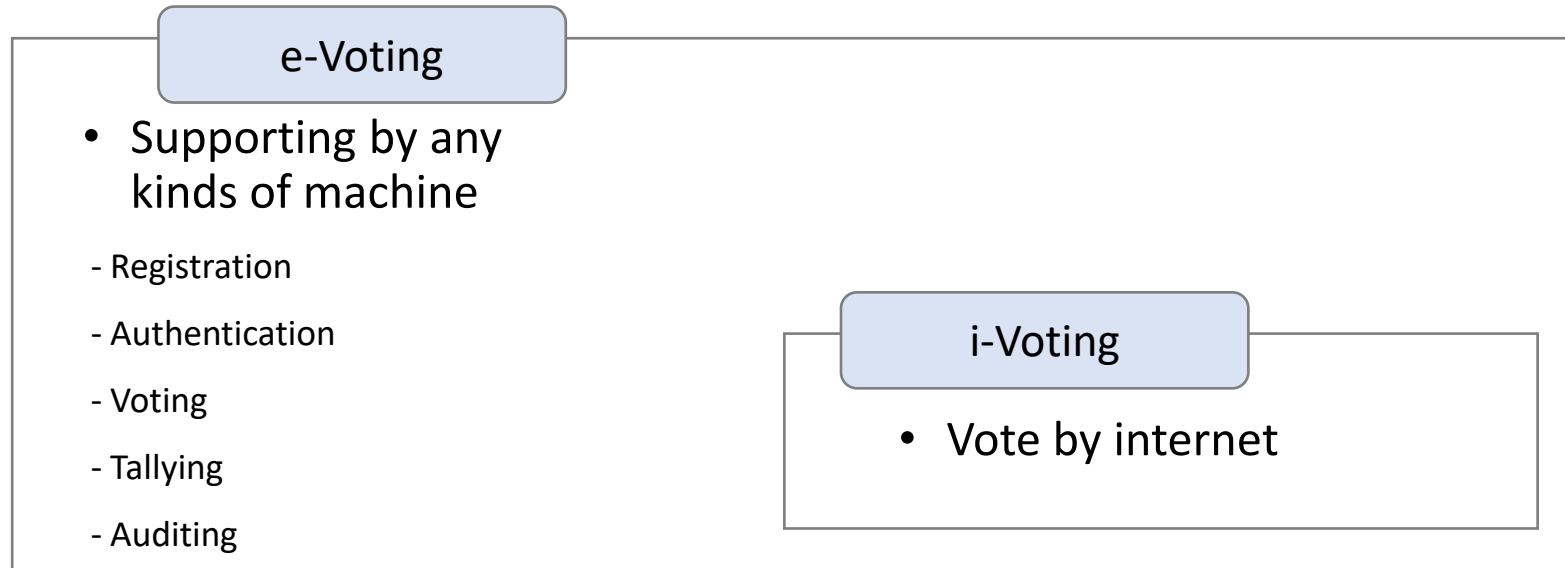 e-Voting
• Supporting by any
kinds of machine
- Registration
- Authentication
- Voting
- Tallying
- Auditing
i-Voting
• Vote by internet